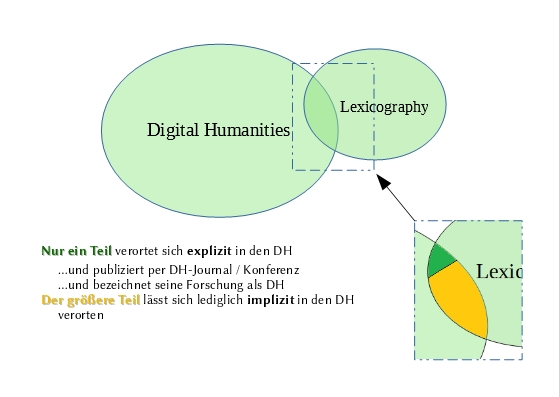 Digital Humanities
Lexicography
Nur ein Teil verortet sich explizit in den DH
...und publiziert per DH-Journal / Konferenz
...und bezeichnet seine Forschung als DH
Der größere Teil lässt sich lediglich implizit in den DH
verorten
Lexic